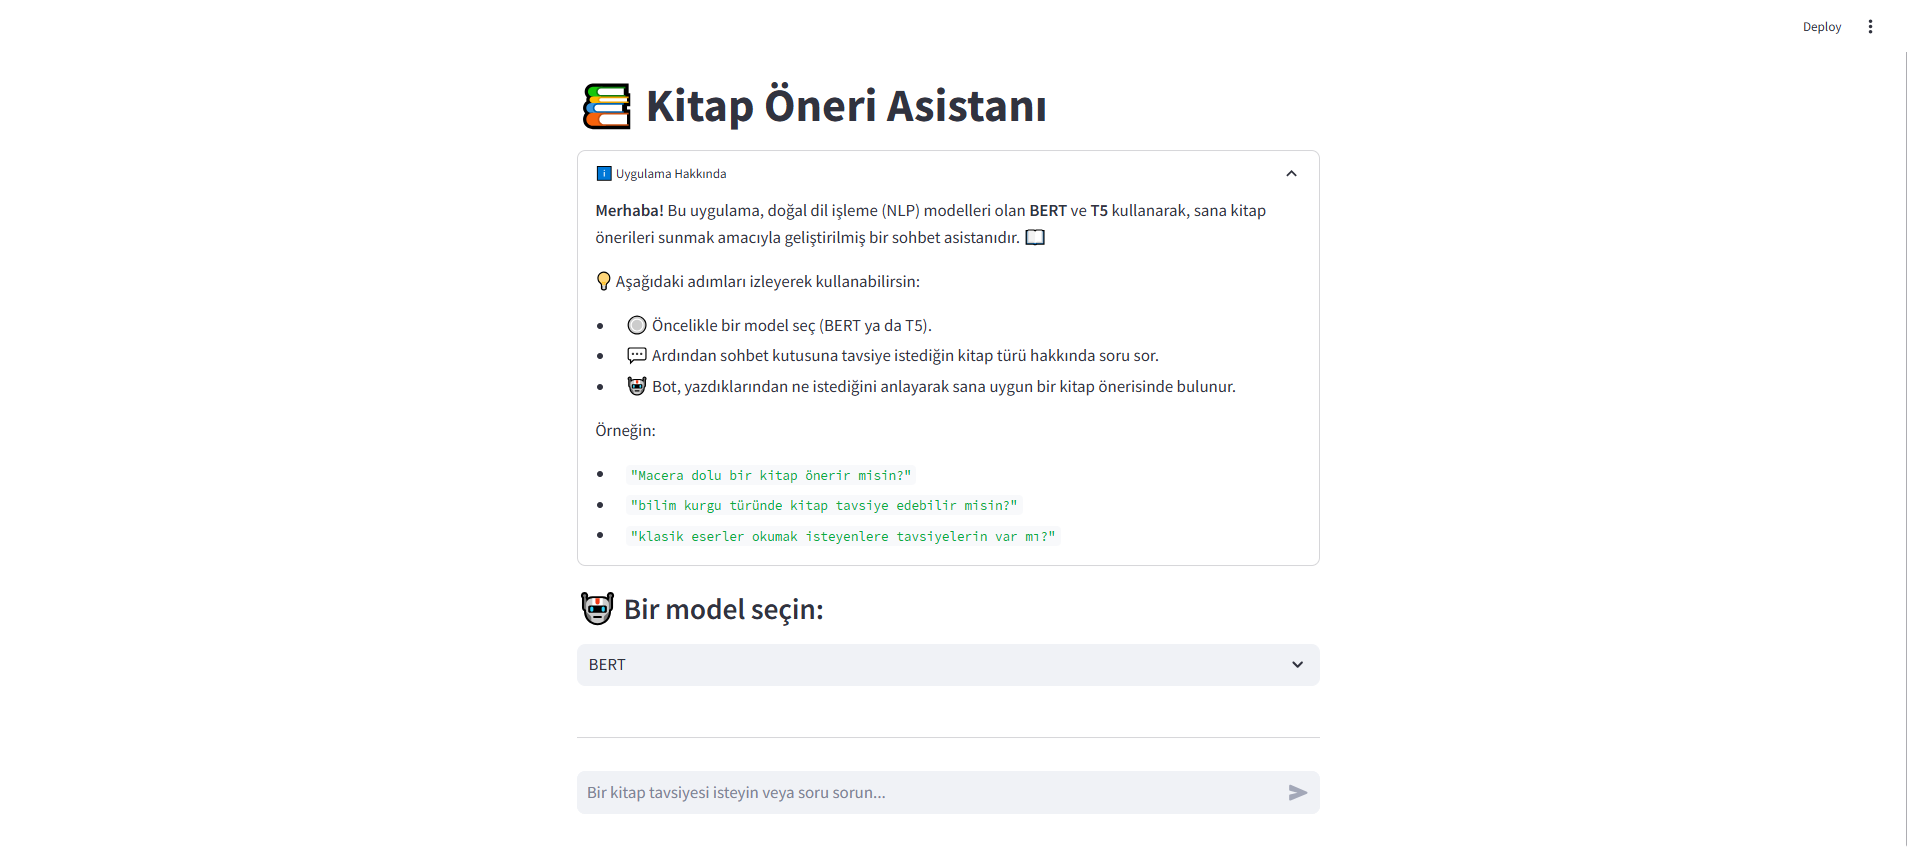 Deploy
Kitap Öneri Asistanı
Uygulama Hakkında
Merhaba! Bu uygulama, doğal dil işleme (NLP) modelleri olan BERT ve T5 kullanarak, sana kitap
önerileri sunmak amacıyla geliştirilmiş bir sohbet asistanıdır.
Aşağıdaki adımları izleyerek kullanabilirsin:
Öncelikle bir model seç (BERT ya da T5).
Ardından sohbet kutusuna tavsiye istediğin kitap türü hakkında soru sor.
Bot, yazdıklarından ne istediğini anlayarak sana uygun bir kitap önerisinde bulunur.
Örneğin:
"Macera dolu bir kitap önerir misin?"
"bilim kurgu türünde kitap tavsiye edebilir misin?"
"klasik eserler okumak isteyenlere tavsiyelerin var mı?"
Bir model seçin:
BERT
Bir kitap tavsiyesi isteyin veya soru sorun...